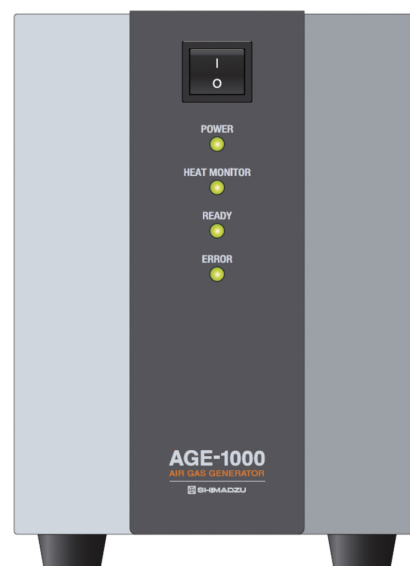 I
O
POWER
HEAT MONITOR
READY
ERROR
AGE-1000
AIR GAS GENERATOR
SHIMADZU